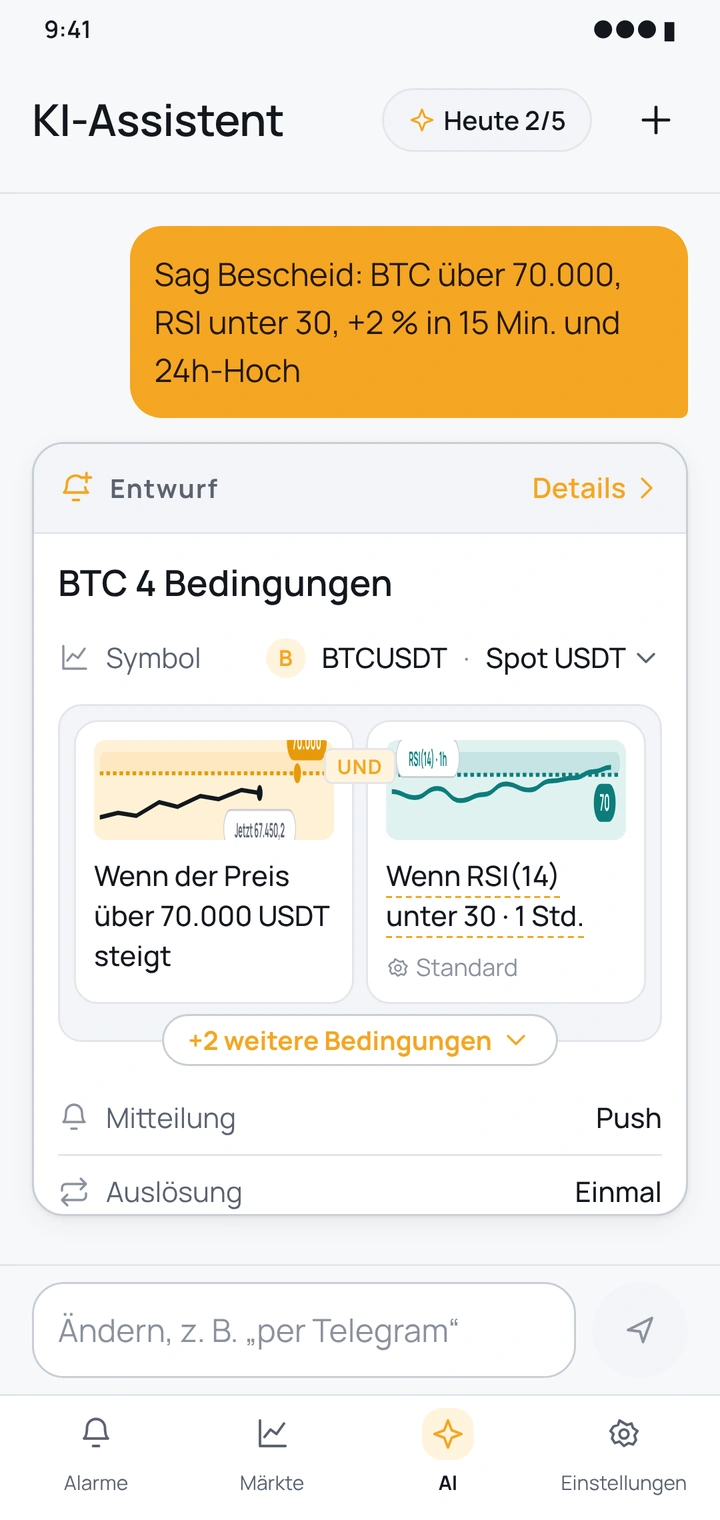 9:41
KI-Assistent
Heute 2/5
Sag Bescheid: BTC über 70.000,
RSI unter 30, +2 % in 15 Min. und
24h-Hoch
Entwurf
Details
BTC 4 Bedingungen
Symbol
B BTCUSDT · Spot USDT
70.000
Jetzt 67.450,2
UND
RSI(14) · 1h
70
Wenn der Preis
über 70.000 USDT
steigt
Wenn RSI(14)
unter 30 · 1 Std.
Standard
+2 weitere Bedingungen
Mitteilung
Push
Auslösung
Einmal
Ändern, z. B. „per Telegram“
Alarme
Märkte
AI
Einstellungen